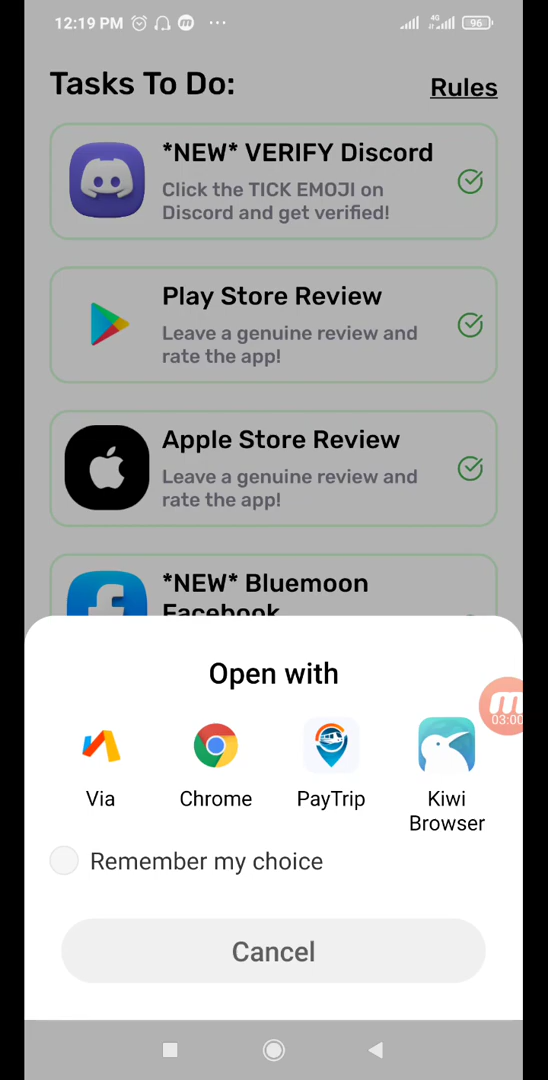 12:19 PM
4G
96
Tasks To Do:
Rules
*NEW* VERIFY Discord
Click the TICK EMOJI on
Discord and get verified!
Play Store Review
Leave a genuine review and
rate the app!
Apple Store Review
Leave a genuine review and
rate the app!
*NEW* Bluemoon
Facebook
Open with
03:00
Via
Chrome
PayTrip
Kiwi
Browser
Remember my choice
Cancel